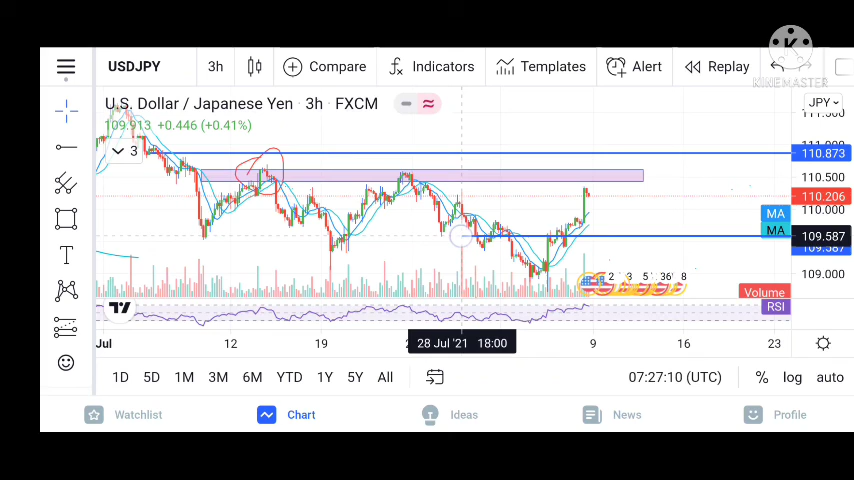 USDJPY 3h Compare Indicators Templates Alert Replay
KINEMASTER
U.S. Dollar / Japanese Yen · 3h · FXCM
JPY
109.913 +0.446 (+0.41%)
3
110.873
110.500
110.206
MA
110.000
MA
109.587
109.000
Volume
RSI
Jul 12 19 28 Jul '21 18:00 9 16 23
1D 5D 1M 3M 6M YTD 1Y 5Y All 07:27:10 (UTC) % log auto
Watchlist Chart Ideas News Profile